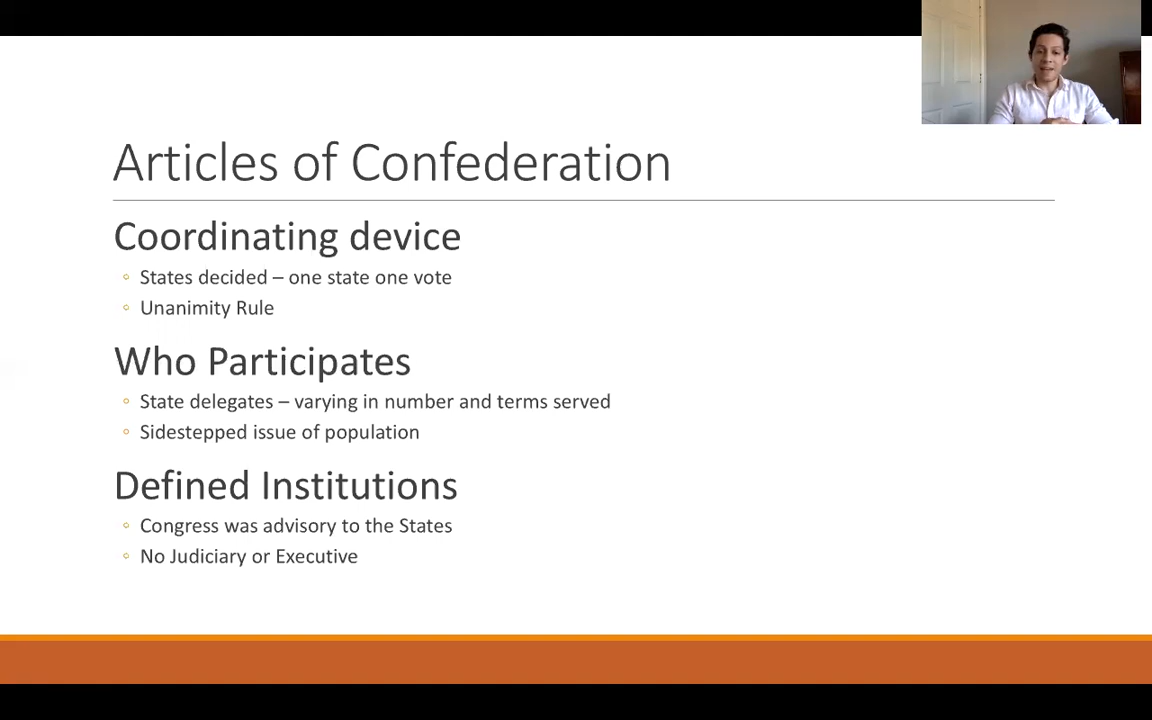 Articles of Confederation
Coordinating device
◦ States decided – one state one vote
◦ Unanimity Rule
Who Participates
◦ State delegates – varying in number and terms served
◦ Sidestepped issue of population
Defined Institutions
◦ Congress was advisory to the States
◦ No Judiciary or Executive